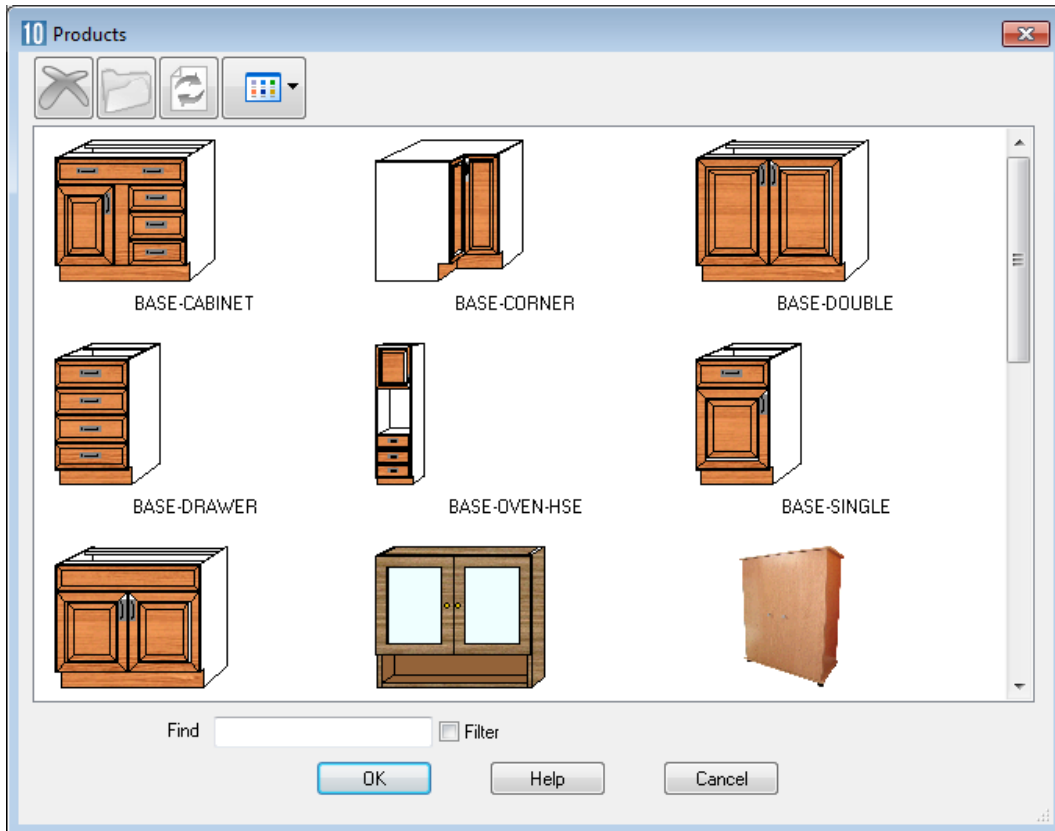 10 Products
BASE-CABINET
BASE-CORNER
BASE-DOUBLE
BASE-DRAWER
BASE-OVEN-HSE
BASE-SINGLE
Find
Filter
OK
Help
Cancel